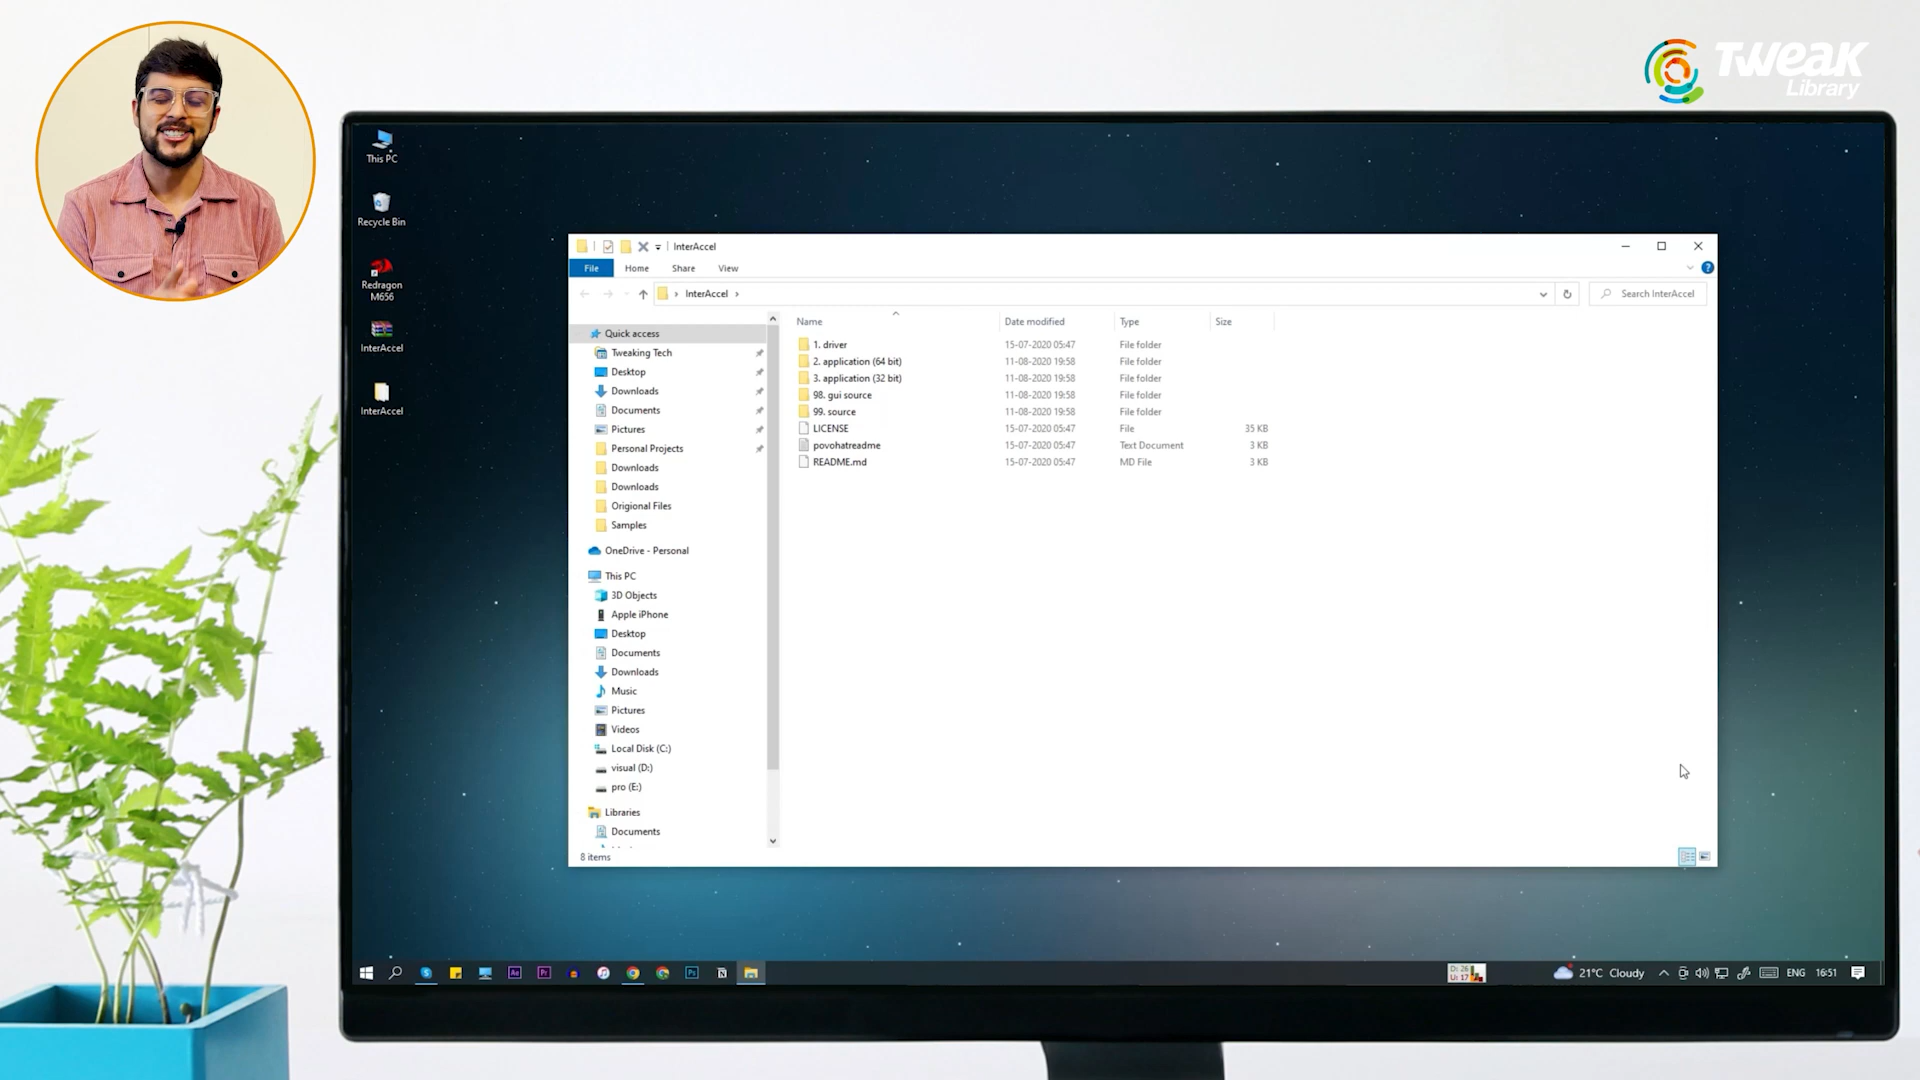 Tweak
Library
This PC
Recycle Bin
Redragon
M656
InterAccel
InterAccel
InterAccel
File
Home
Share
View
InterAccel
Search InterAccel
Quick access
Tweaking Tech
Desktop
Downloads
Documents
Pictures
Personal Projects
Downloads
Downloads
Origional Files
Samples
OneDrive - Personal
This PC
3D Objects
Apple iPhone
Desktop
Documents
Downloads
Music
Pictures
Videos
Local Disk (C:)
visual (D:)
pro (E:)
Libraries
Documents
Name Date modified Type Size
1. driver 15-07-2020 05:47 File folder
2. application (64 bit) 11-08-2020 19:58 File folder
3. application (32 bit) 11-08-2020 19:58 File folder
98. gui source 11-08-2020 19:58 File folder
99. source 11-08-2020 19:58 File folder
LICENSE 15-07-2020 05:47 File 35 KB
povohatreadme 15-07-2020 05:47 Text Document 3 KB
README.md 15-07-2020 05:47 MD File 3 KB
8 items
Ae
Pr
Ps
D: 26
U: 17
21°C Cloudy
ENG
16:51